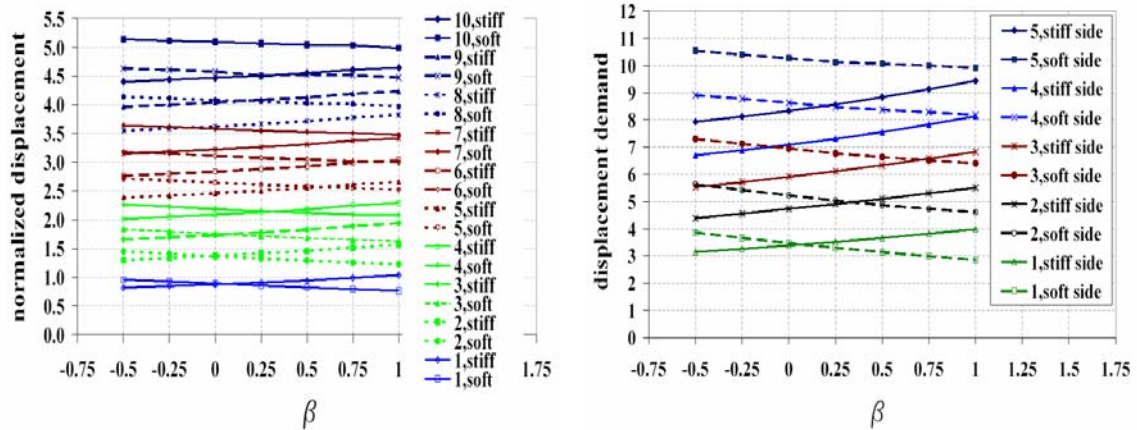 normalized displacement
5.5
5.0
4.5
4.0
3.5
3.0
2.5
2.0
1.5
1.0
0.5
0.0
-0.75 -0.5 -0.25 0 0.25 0.5 0.75 1 1.75
β
10,stiff
10,soft
9,stiff
9,soft
8,stiff
8,soft
7,stiff
7,soft
6,stiff
6,soft
5,stiff
5,soft
4,stiff
4,soft
3,stiff
3,soft
2,stiff
2,soft
1,stiff
1,soft
displacement demand
12
11
10
9
8
7
6
5
4
3
2
1
0
-0.75 -0.5 -0.25 0 0.25 0.5 0.75 1 1.25 1.5 1.75
β
5,stiff side
5,soft side
4,stiff side
4,soft side
3,stiff side
3,soft side
2,stiff side
2,soft side
1,stiff side
1,soft side